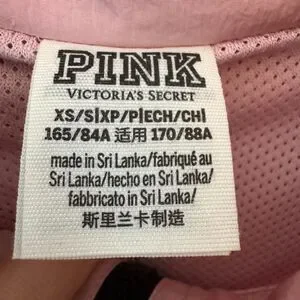 PINK
VICTORIA'S SECRET
XS/S|XP/P|ECH/CH|
165/84A 适用 170/88A
made in Sri Lanka/fabriqué au
Sri Lanka/hecho en Sri Lanka/
fabbricato in Sri Lanka/
斯里兰卡制造